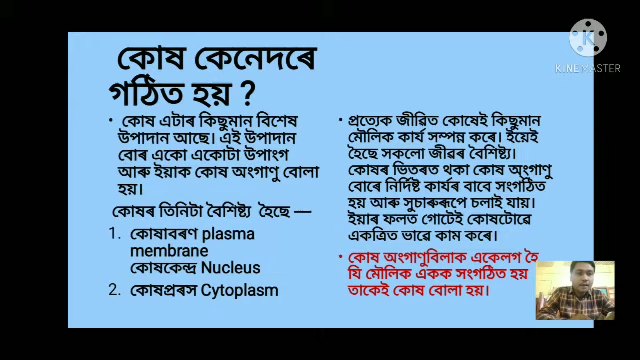 কোষ কেনেদৰে
গঠিত হয় ?
• কোষ এটাৰ কিছুমান বিশেষ
উপাদান আছে। এই উপাদান
বোৰ একো একোটা উপাংগ
আৰু ইয়াক কোষ অংগাণু বোলা
হয়।
কোষৰ তিনিটা বৈশিষ্ট্য হৈছে —
1. কোষাবৰণ plasma
membrane
কোষকেন্দ্ৰ Nucleus
2. কোষপ্ৰৰস Cytoplasm
• প্ৰত্যেক জীৱিত কোষেই কিছুমান
মৌলিক কাৰ্য সম্পন্ন কৰে। ইয়েই
হৈছে সকলো জীৱৰ বৈশিষ্ট্য।
কোষৰ ভিতৰত থকা কোষ অংগাণু
বোৰে নিৰ্দিষ্ট কাৰ্যৰ বাবে সংগঠিত
হয় আৰু সুচাৰুৰূপে চলাই যায়।
ইয়াৰ ফলত গোটেই কোষটোৱে
একত্ৰিত ভাৱে কাম কৰে।
• কোষ অংগাণুবিলাক একেলগ হৈ
যি মৌলিক একক সংগঠিত হয়
তাকেই কোষ বোলা হয়।
K
KINEMASTER